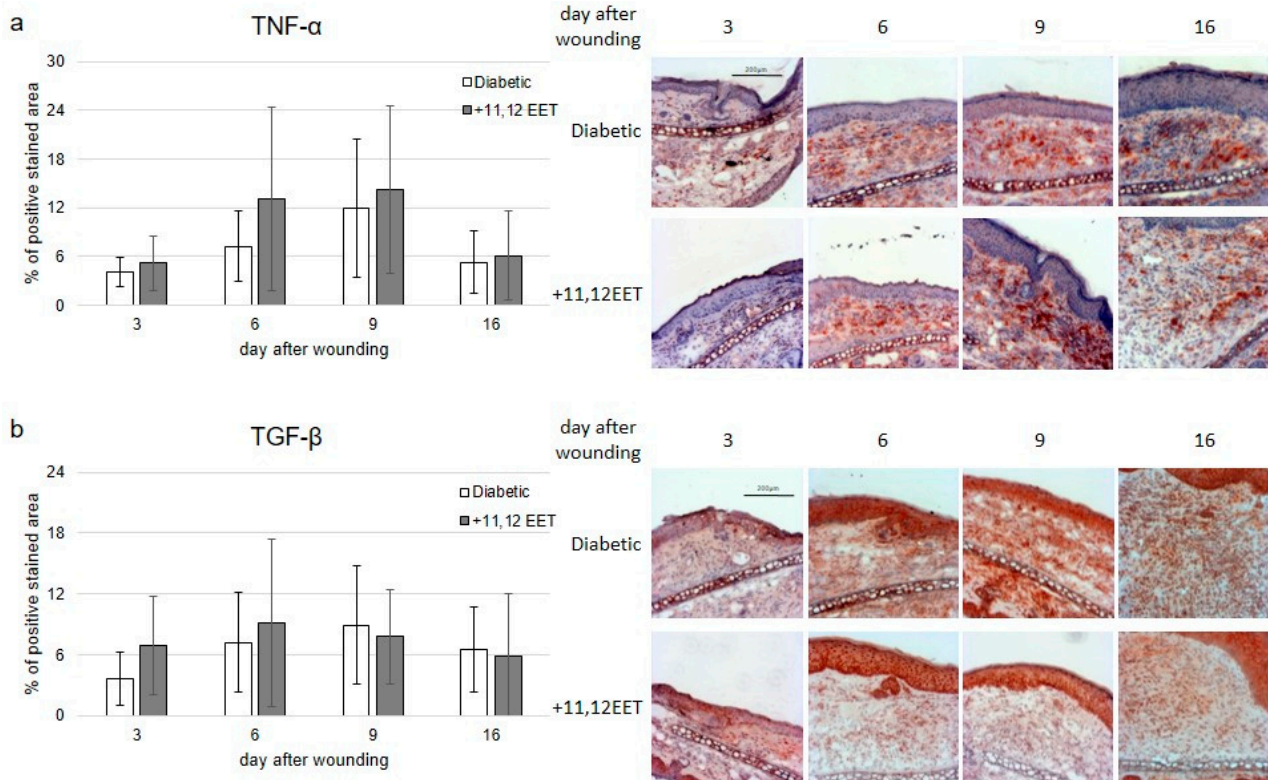 a
TNF-α
% of positive stained area
30
24
18
12
6
0
Diabetic
+11,12 EET
3
6
9
16
day after wounding
day after
wounding
3
6
9
16
200μm
Diabetic
+11,12EET
b
TGF-β
% of positive stained area
24
18
12
6
0
Diabetic
+11,12 EET
3
6
9
16
day after wounding
day after
wounding
3
6
9
16
200μm
Diabetic
+11,12EET